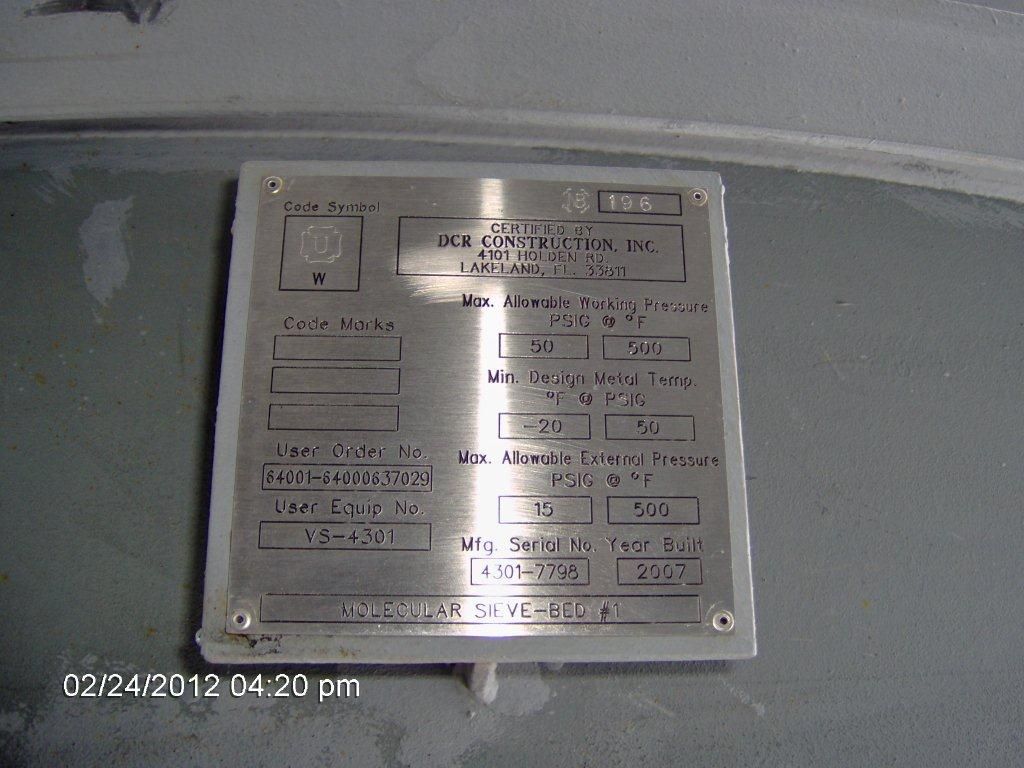 Code Symbol
U
W
B 196
CERTIFIED BY
DCR CONSTRUCTION, INC.
4101 HOLDEN RD.
LAKELAND, FL. 33811
Max. Allowable Working Pressure
PSIG @ °F
50 500
Code Marks
Min. Design Metal Temp.
°F @ PSIG
-20 50
User Order No.
64001-64000637029
Max. Allowable External Pressure
PSIG @ °F
15 500
User Equip No.
VS-4301
Mfg. Serial No. Year Built
4301-7798 2007
MOLECULAR SIEVE-BED #1
02/24/2012 04:20 pm